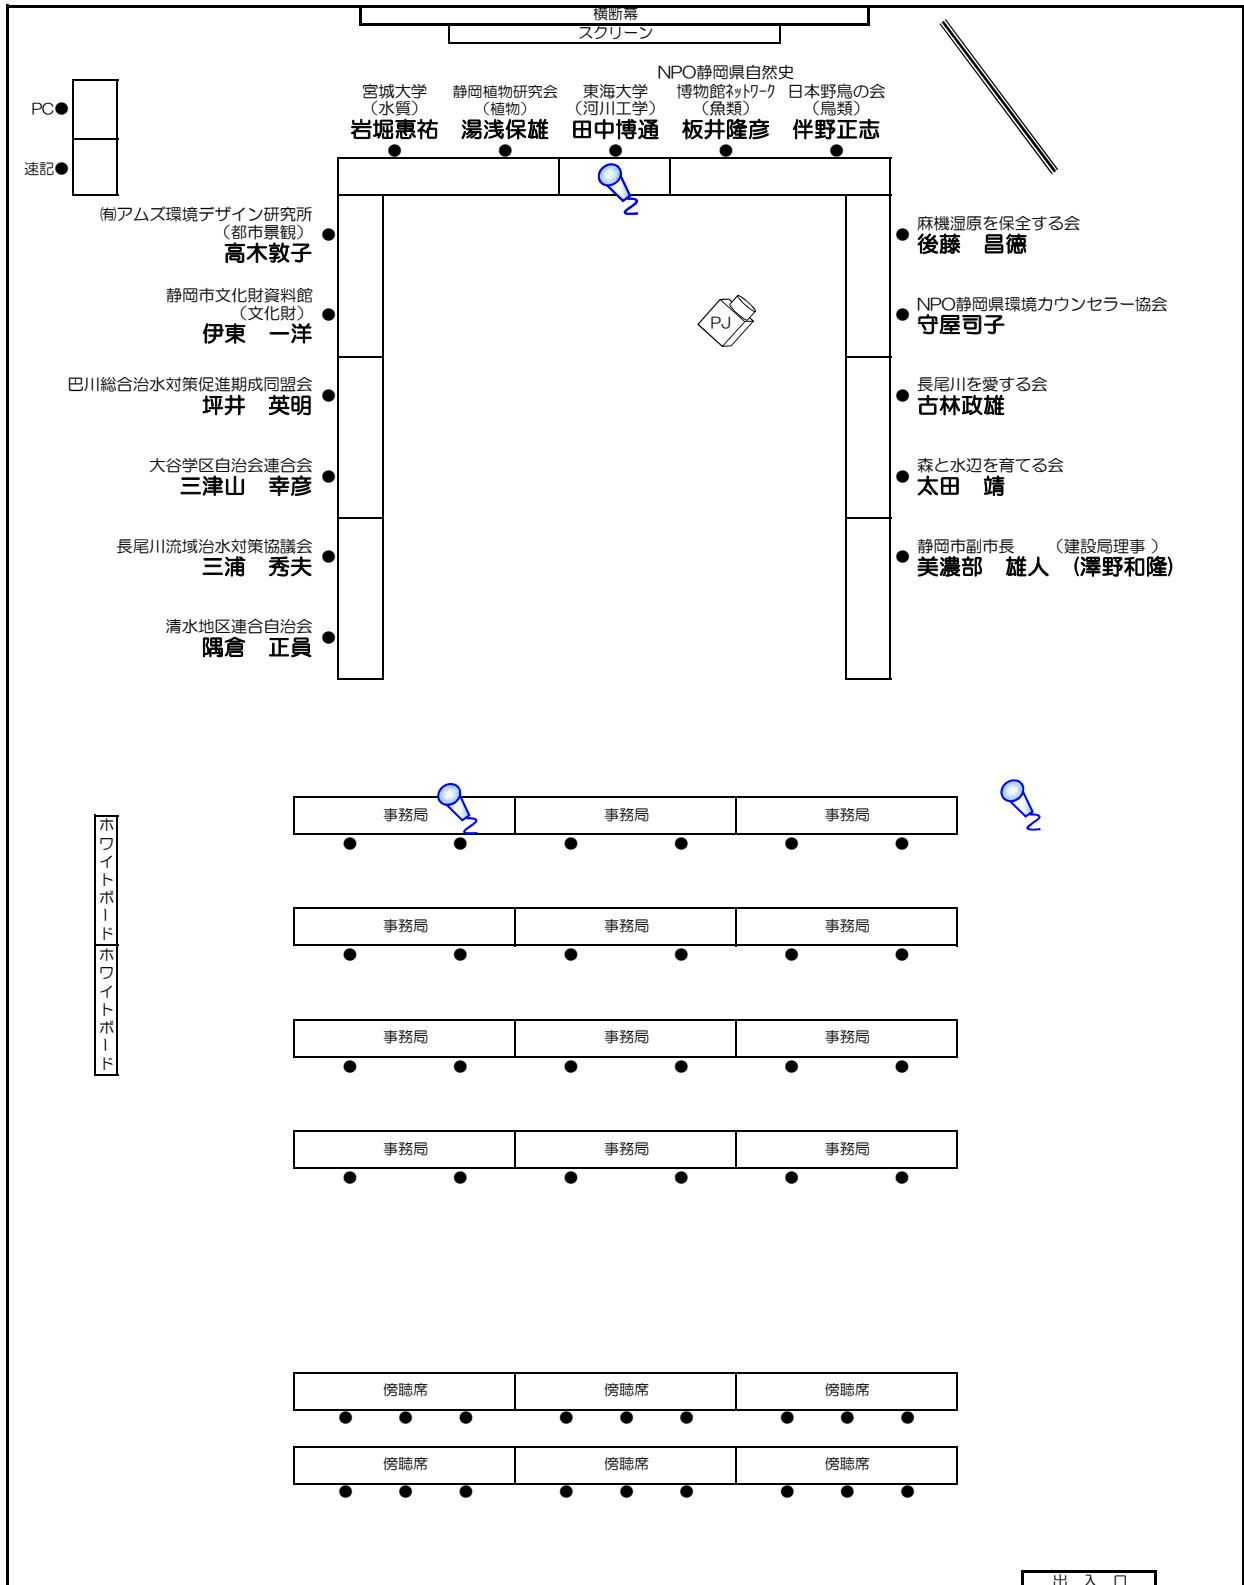 横断幕
スクリーン
NPO静岡県自然史
宮城大学
静岡植物研究会
東海大学
博物館ﾈｯﾄﾜｰｸ
日本野鳥の会
（水質）
（植物）
（河川工学）
（魚類）
（鳥類）
岩堀惠祐
湯浅保雄
田中博通
板井隆彦
伴野正志
PC
速記
㈲アムズ環境デザイン研究所
（都市景観）
高木敦子
静岡市文化財資料館
（文化財）
伊東　一洋
巴川総合治水対策促進期成同盟会
坪井　英明
大谷学区自治会連合会
三津山　幸彦
長尾川流域治水対策協議会
三浦　秀夫
清水地区連合自治会
隅倉　正員
PJ
麻機湿原を保全する会
後藤　昌徳
NPO静岡県環境カウンセラー協会
守屋司子
長尾川を愛する会
古林政雄
森と水辺を育てる会
太田　靖
静岡市副市長　　（建設局理事 ）
美濃部　雄人　(澤野和隆)
ホワイトボード
ホワイトボード
事務局
事務局
事務局
事務局
事務局
事務局
事務局
事務局
事務局
事務局
事務局
事務局
傍聴席
傍聴席
傍聴席
傍聴席
傍聴席
傍聴席
出　入　口